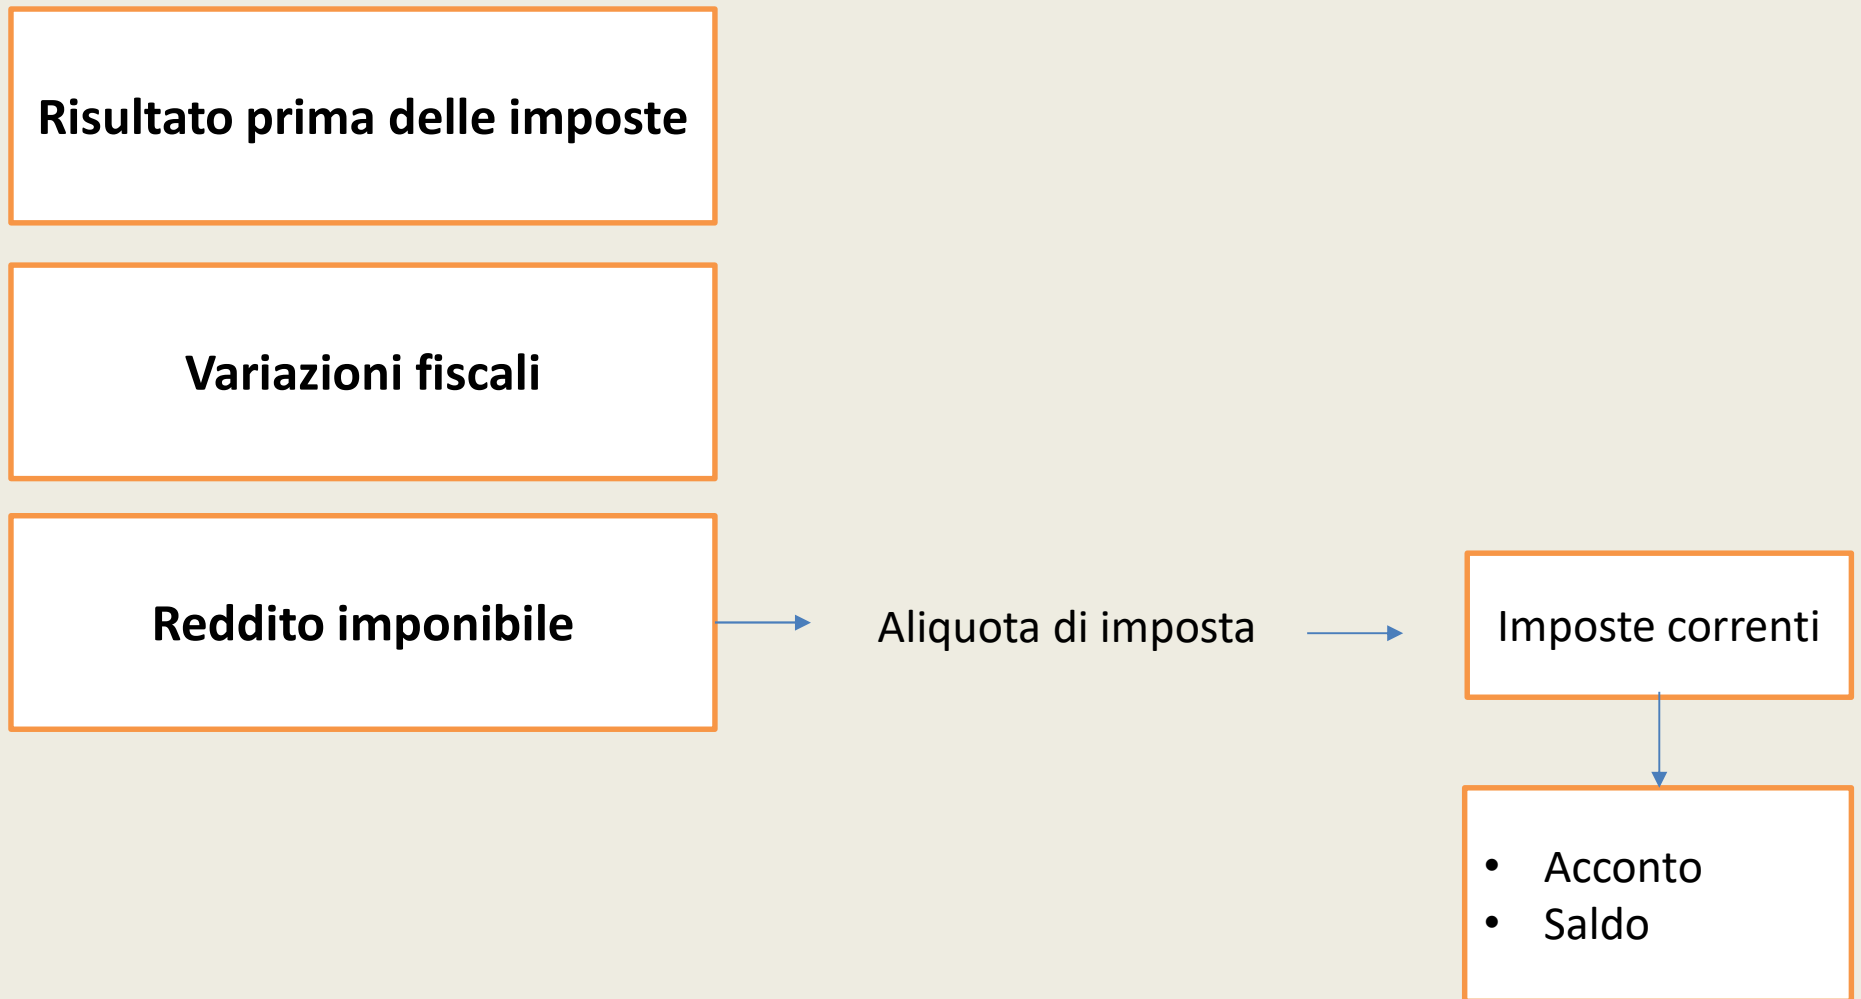 Risultato prima delle imposte
Variazioni fiscali
Reddito imponibile
Aliquota di imposta
Imposte correnti
• Acconto
• Saldo